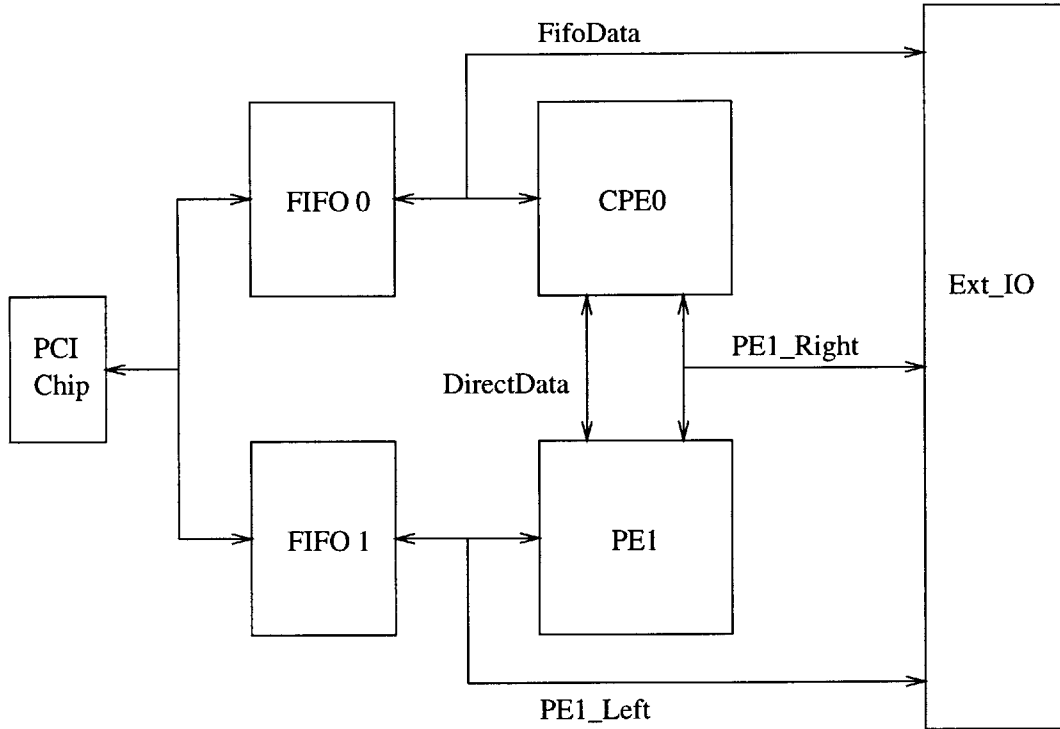 FifoData
FIFO 0
CPE0
Ext_IO
PCI
Chip
PE1_Right
DirectData
FIFO 1
PE1
PE1_Left